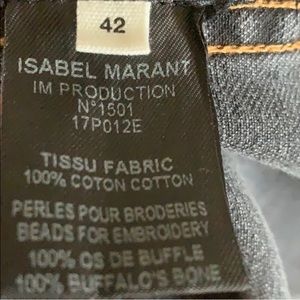 42
ISABEL MARANT
IM PRODUCTION
N°1501
17P012E
TISSU FABRIC
100% COTON COTTON
PERLES POUR BRODERIES
BEADS FOR EMBROIDERY
100% OS DE BUFFLE
100% BUFFALO'S BONE